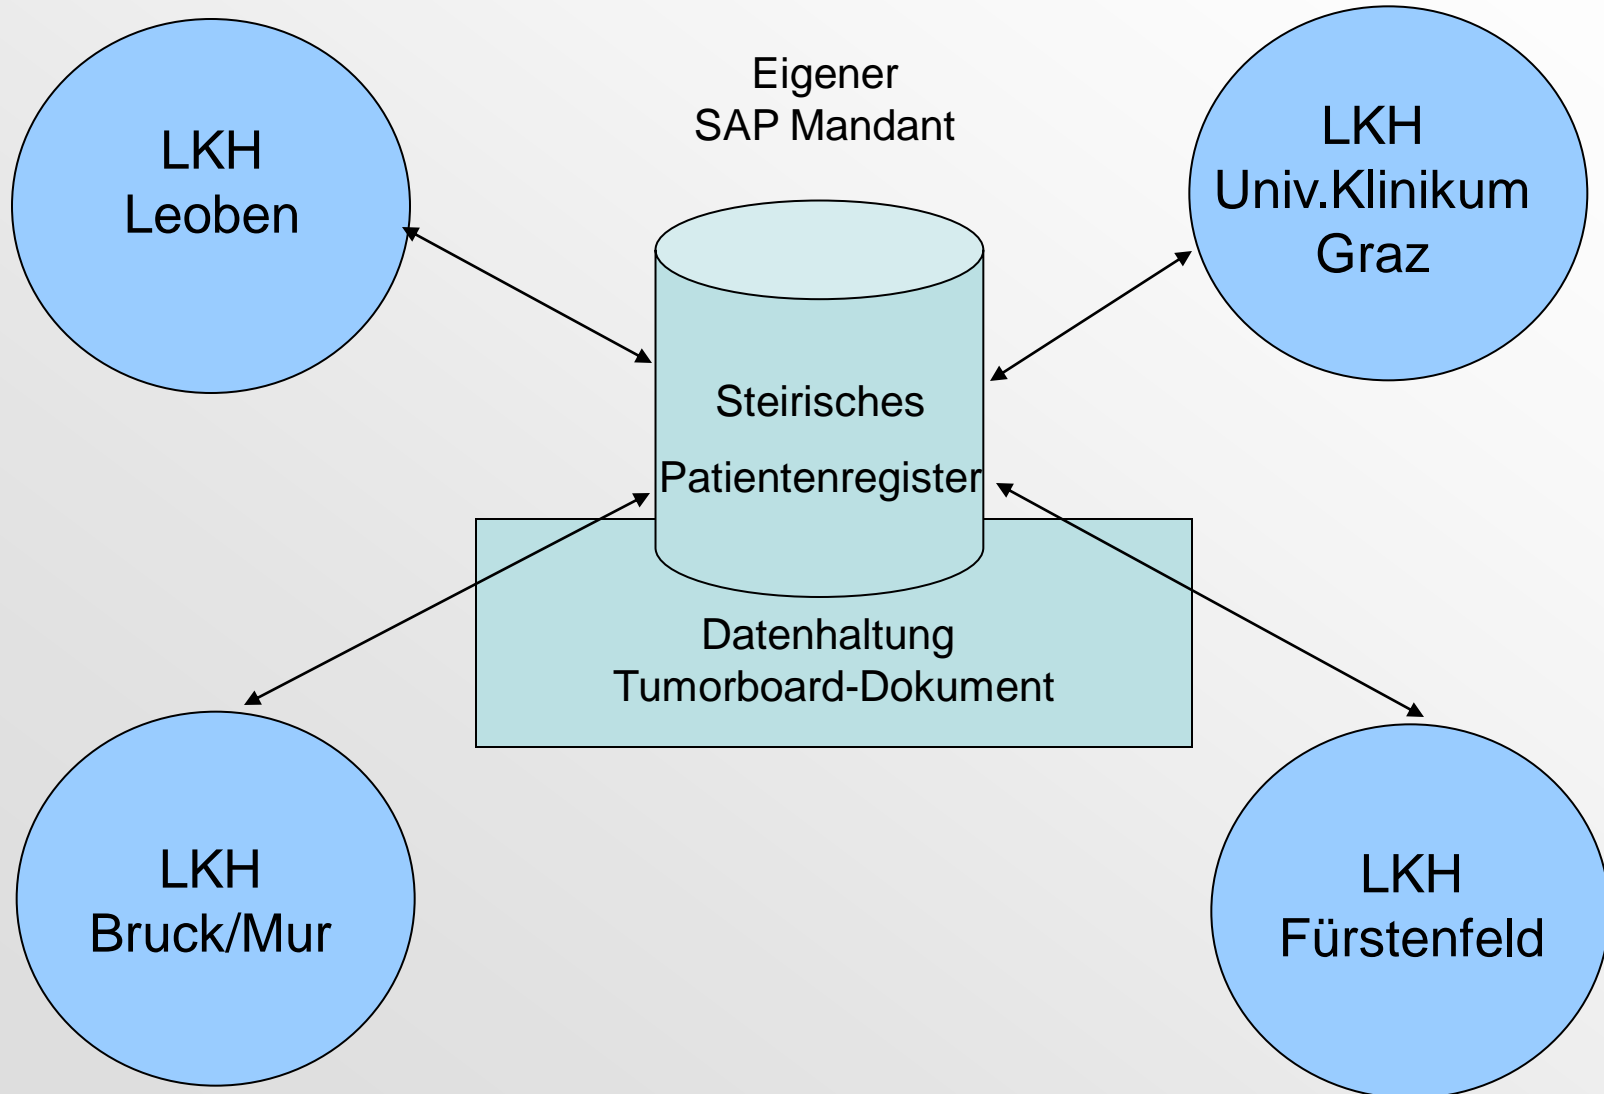 Eigener
SAP Mandant
LKH
Leoben
LKH
Univ.Klinikum
Graz
Steirisches
Patientenregister
Datenhaltung
Tumorboard-Dokument
LKH
Bruck/Mur
LKH
Fürstenfeld